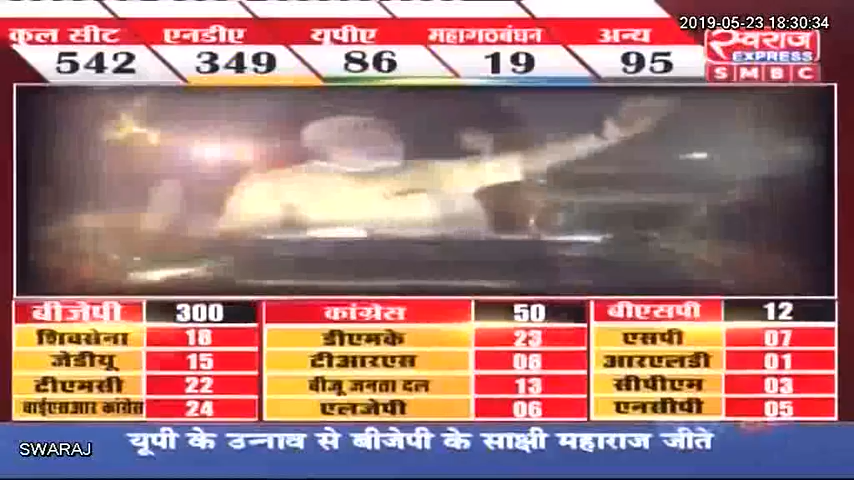 2019-05-23 18:30:34
कुल सीट एनडीए यूपीए महागठबंधन अन्य
542 349 86 19 95
स्वराज
EXPRESS
SMBC
बीजेपी 300 कांग्रेस 50 बीएसपी 12
शिवसेना 18 डीएमके 23 एसपी 07
जेडीयू 15 टीआरएस 08 आरएलडी 01
टीएमसी 22 बीजू जनता दल 13 सीपीएम 03
वाईएसआर कांग्रेस 24 एलजेपी 06 एनसीपी 05
यूपी के उन्नाव से बीजेपी के साक्षी महाराज जीते
SWARAJ